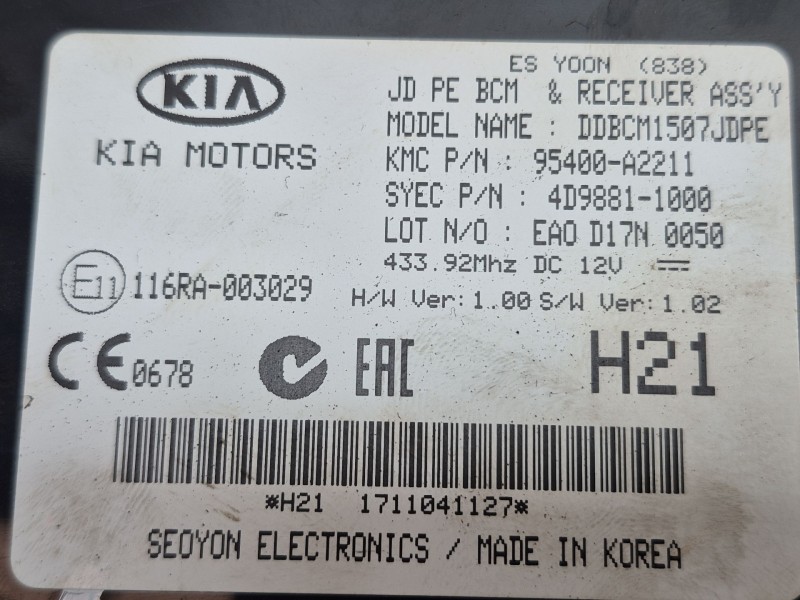 ES YOON (838)
KIA
JD PE BCM & RECEIVER ASS'Y
MODEL NAME : DDBCM1507JDPE
KIA MOTORS
KMC P/N : 95400-A2211
SYEC P/N : 4D9881-1000
LOT N/O : EAO D17N 0050
433.92Mhz DC 12V
E11 116RA-003029
H/W Ver: 1.00 S/W Ver: 1.02
CE 0678
EAC
H21
*H21 1711041127*
SEOYON ELECTRONICS / MADE IN KOREA